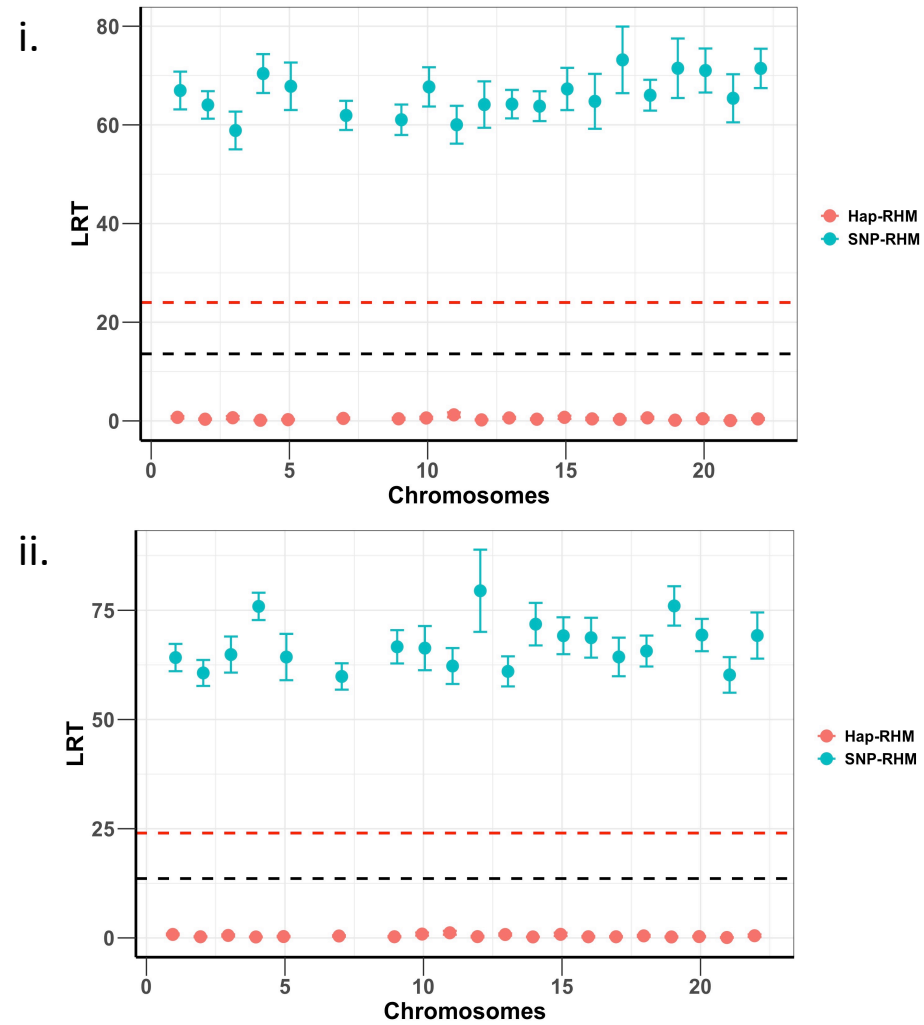 i.
80
60
40
20
0
LRT
0 5 10 15 20
Chromosomes
Hap-RHM
SNP-RHM
ii.
75
50
25
0
LRT
0 5 10 15 20
Chromosomes
Hap-RHM
SNP-RHM